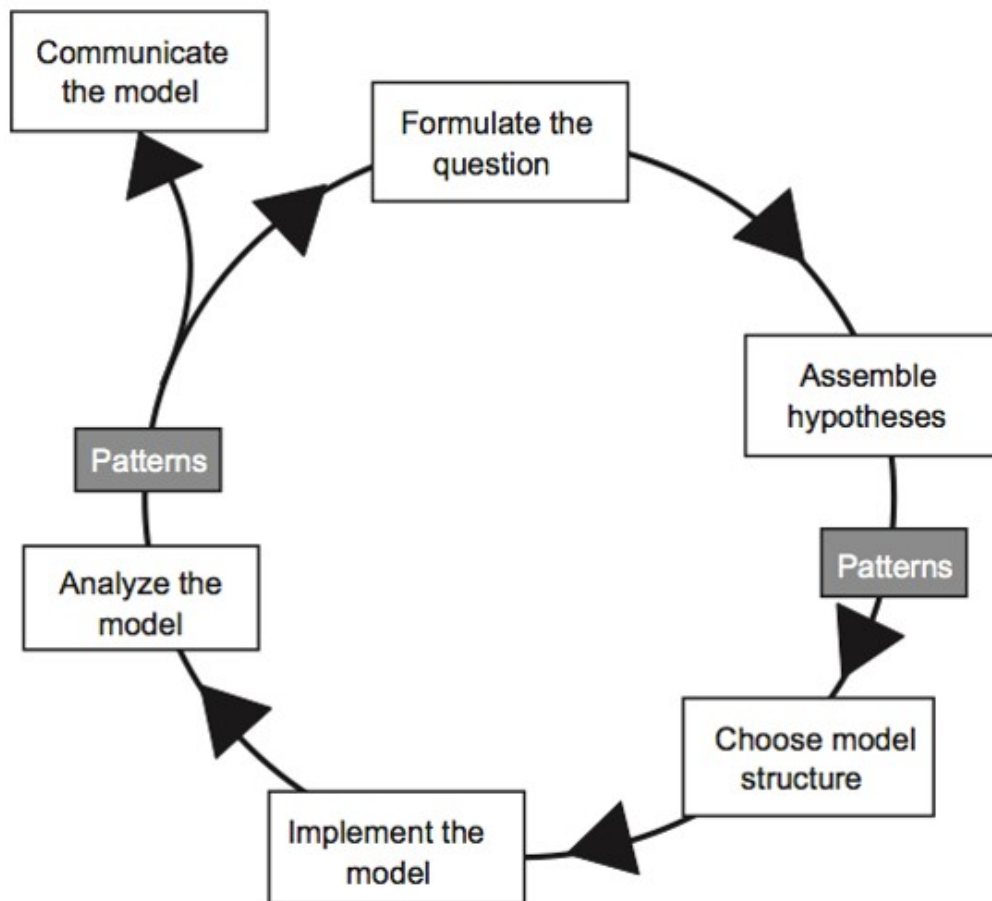 Communicate
the model
Formulate the
question
Assemble
hypotheses
Patterns
Choose model
structure
Implement the
model
Analyze the
model
Patterns